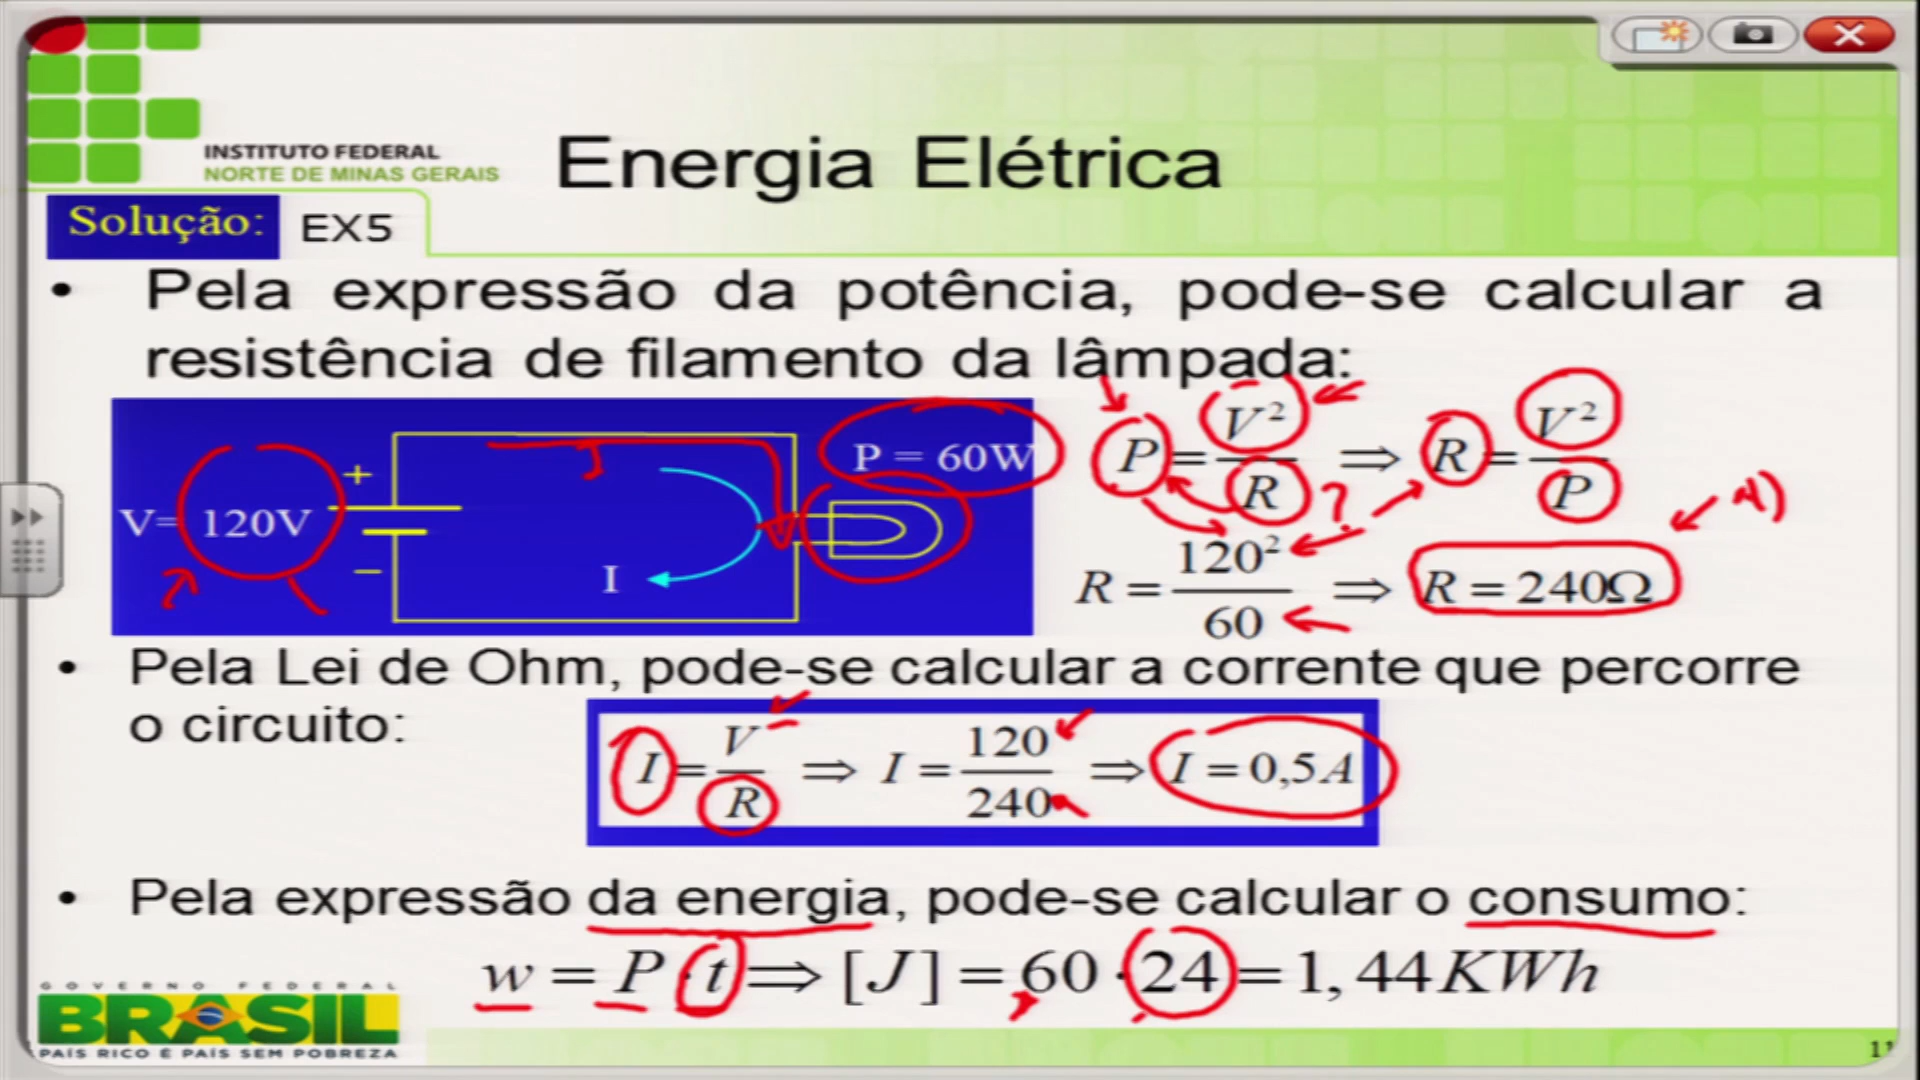 INSTITUTO FEDERAL
NORTE DE MINAS GERAIS
Energia Elétrica
Solução: EX5
• Pela expressão da potência, pode-se calcular a
resistência de filamento da lâmpada:
V= 120V
+
−
I
I
P = 60W
P = V² / R ⇒ R = V² / P
?
R = 120² / 60 ⇒ R = 240Ω
• Pela Lei de Ohm, pode-se calcular a corrente que percorre
o circuito:
I = V / R ⇒ I = 120 / 240 ⇒ I = 0,5 A
• Pela expressão da energia, pode-se calcular o consumo:
w = P · t ⇒ [J] = 60 · 24 = 1,44KWh
GOVERNO FEDERAL
BRASIL
PAÍS RICO É PAÍS SEM POBREZA